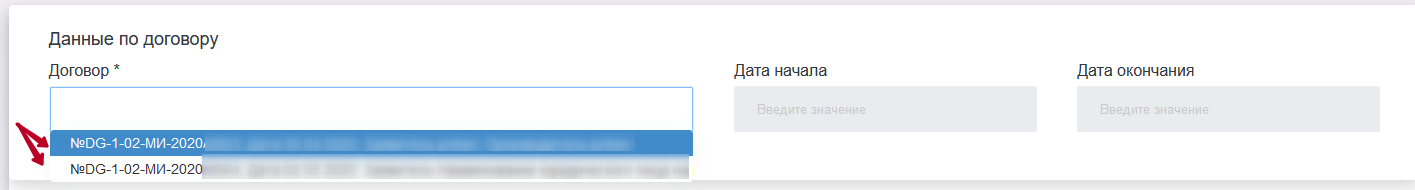 Данные по договору
Договор *
Дата начала
Дата окончания
Введите значение
Введите значение
№DG-1-02-МИ-2020/
№DG-1-02-МИ-2020